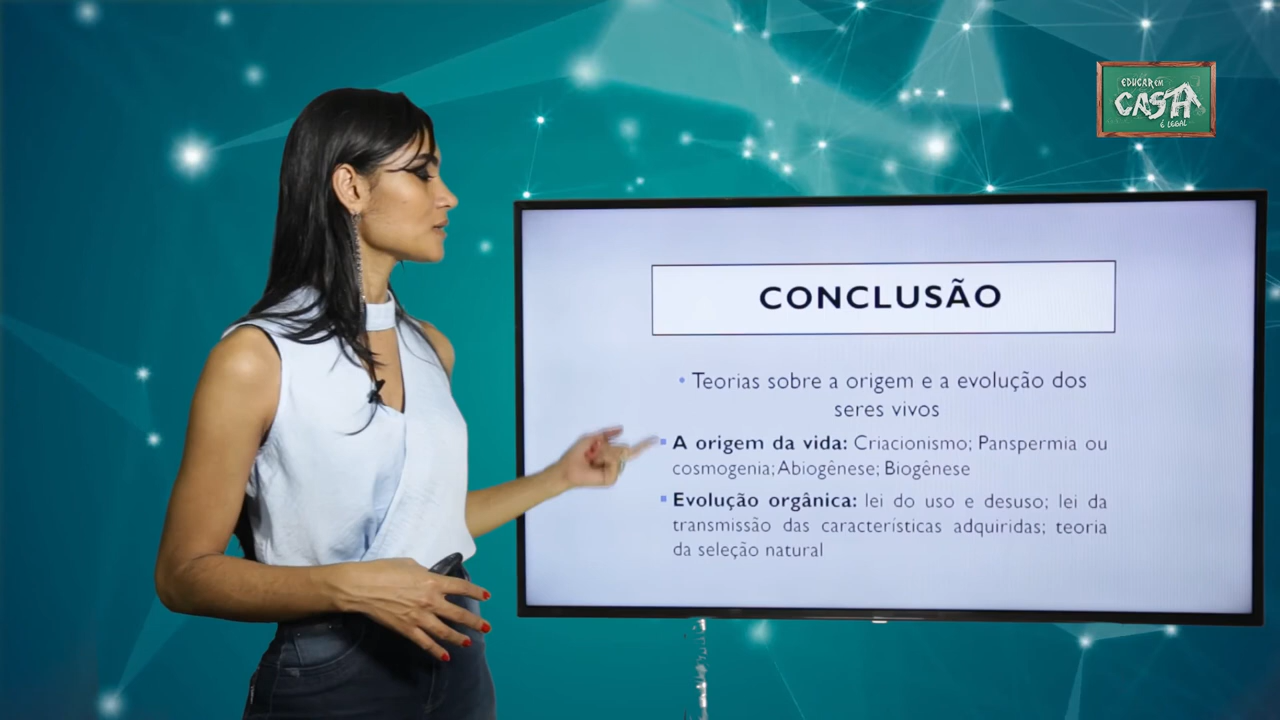 EDUCAR EM
CASA
É LEGAL
CONCLUSÃO
• Teorias sobre a origem e a evolução dos
seres vivos
▪ A origem da vida: Criacionismo; Panspermia ou
cosmogenia; Abiogênese; Biogênese
▪ Evolução orgânica: lei do uso e desuso; lei da
transmissão das características adquiridas; teoria
da seleção natural